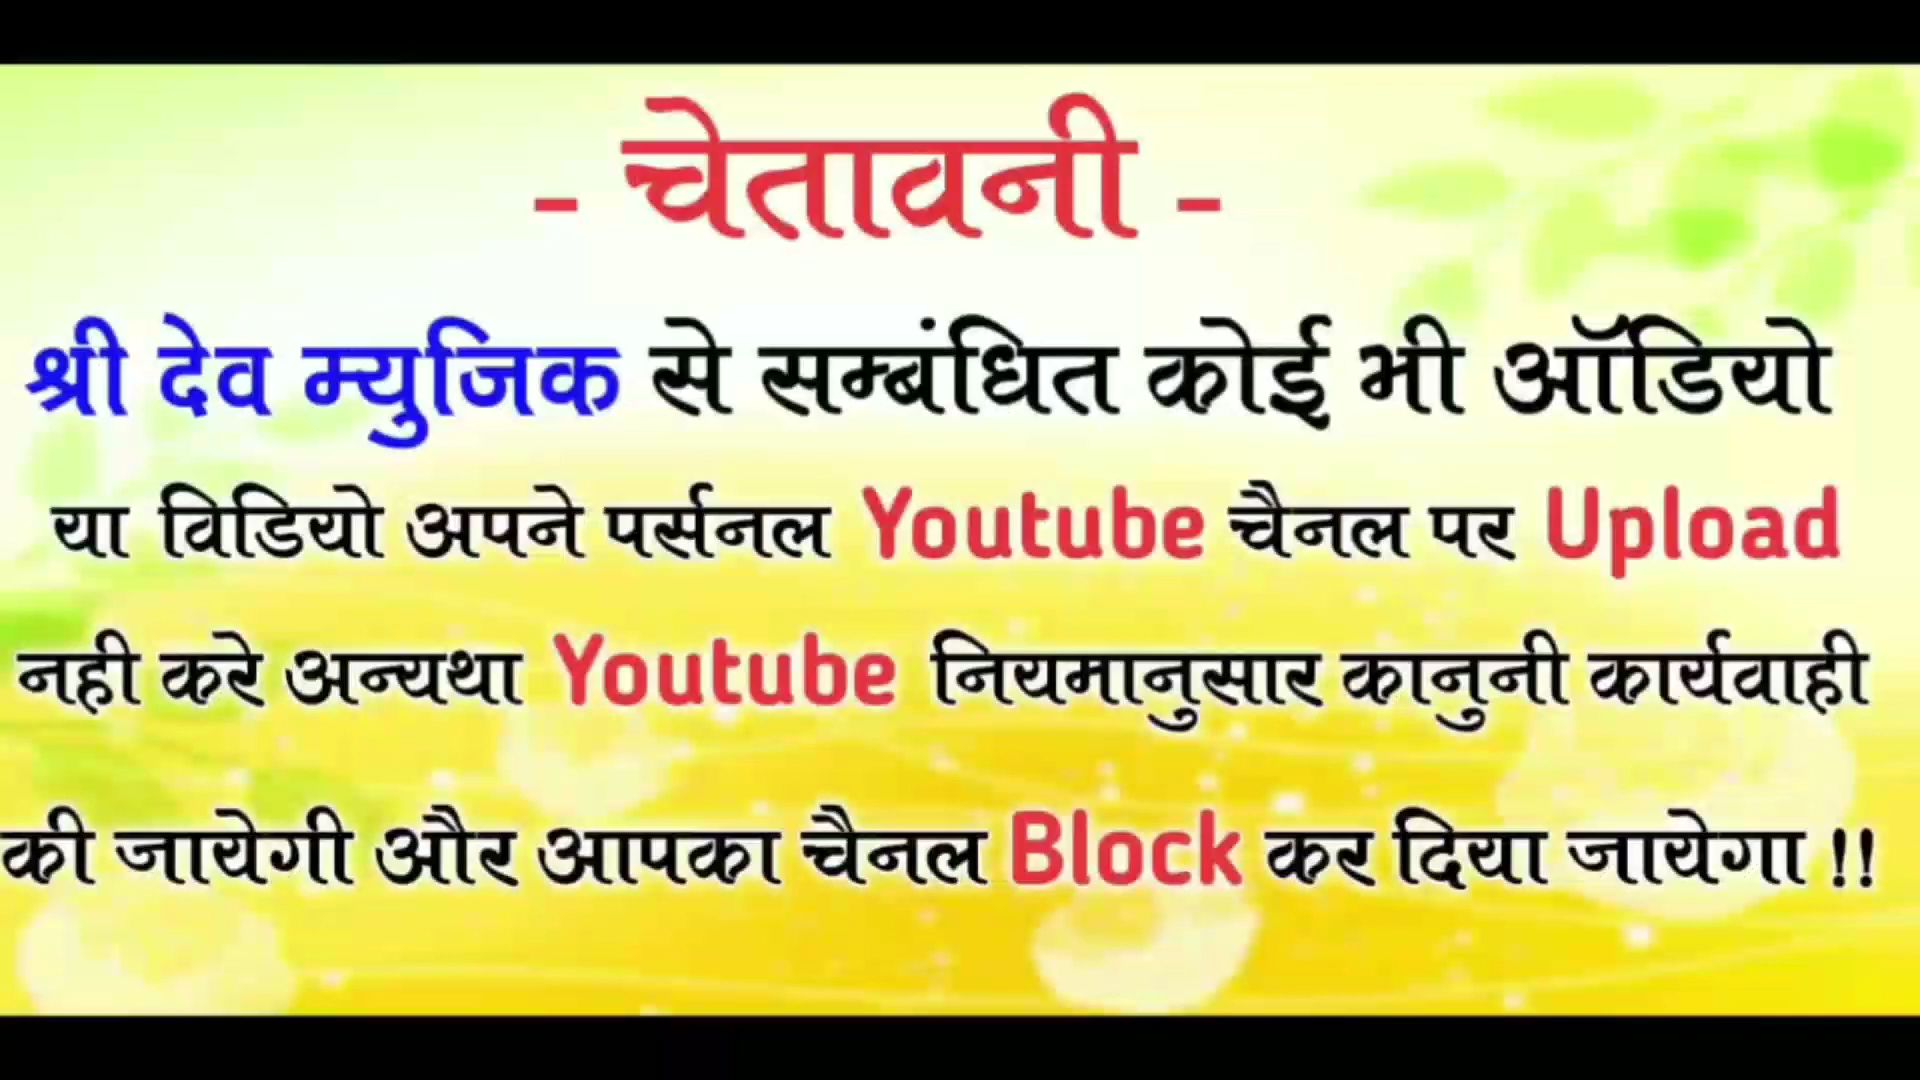 - चेतावनी -
श्री देव म्युजिक से सम्बंधित कोई भी ऑडियो
या विडियो अपने पर्सनल Youtube चैनल पर Upload
नही करे अन्यथा Youtube नियमानुसार कानुनी कार्यवाही
की जायेगी और आपका चैनल Block कर दिया जायेगा !!